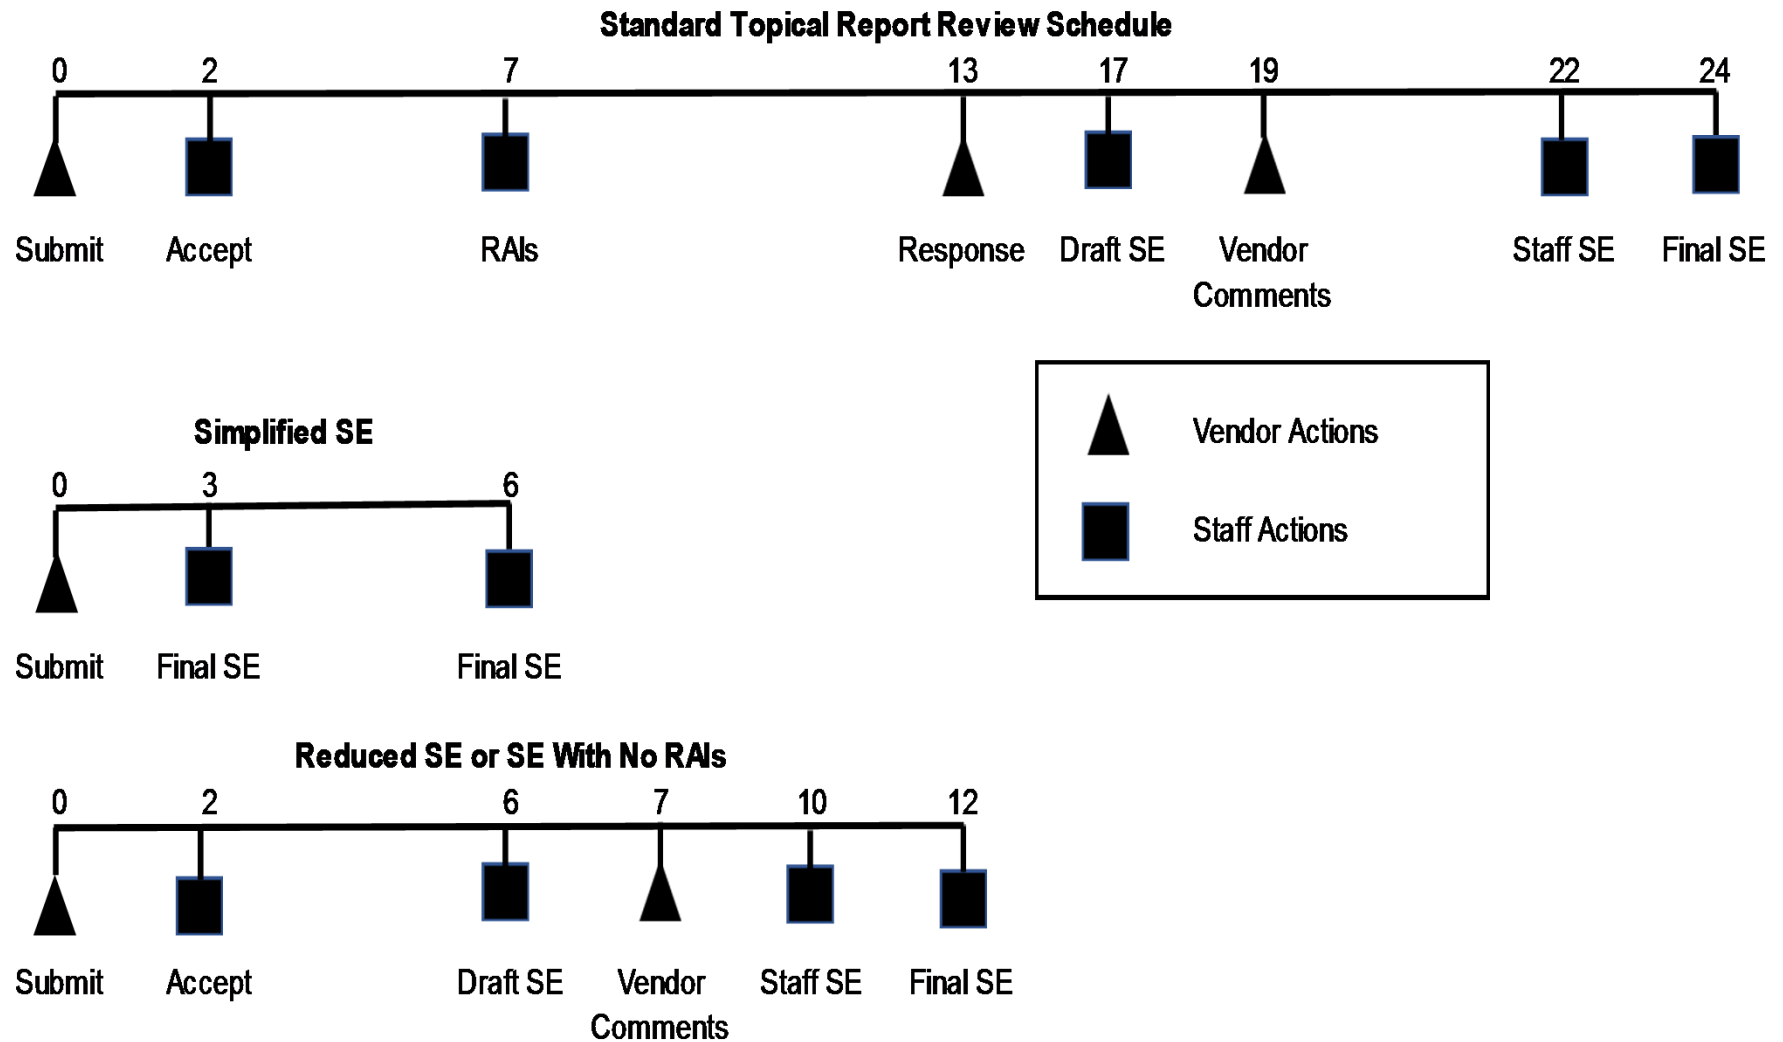 Standard Topical Report Review Schedule
0 2 7 13 17 19 22 24
Submit Accept RAIs Response Draft SE Vendor Staff SE Final SE
Comments
Vendor Actions
Staff Actions
Simplified SE
0 3 6
Submit Final SE Final SE
Reduced SE or SE With No RAIs
0 2 6 7 10 12
Submit Accept Draft SE Vendor Staff SE Final SE
Comments